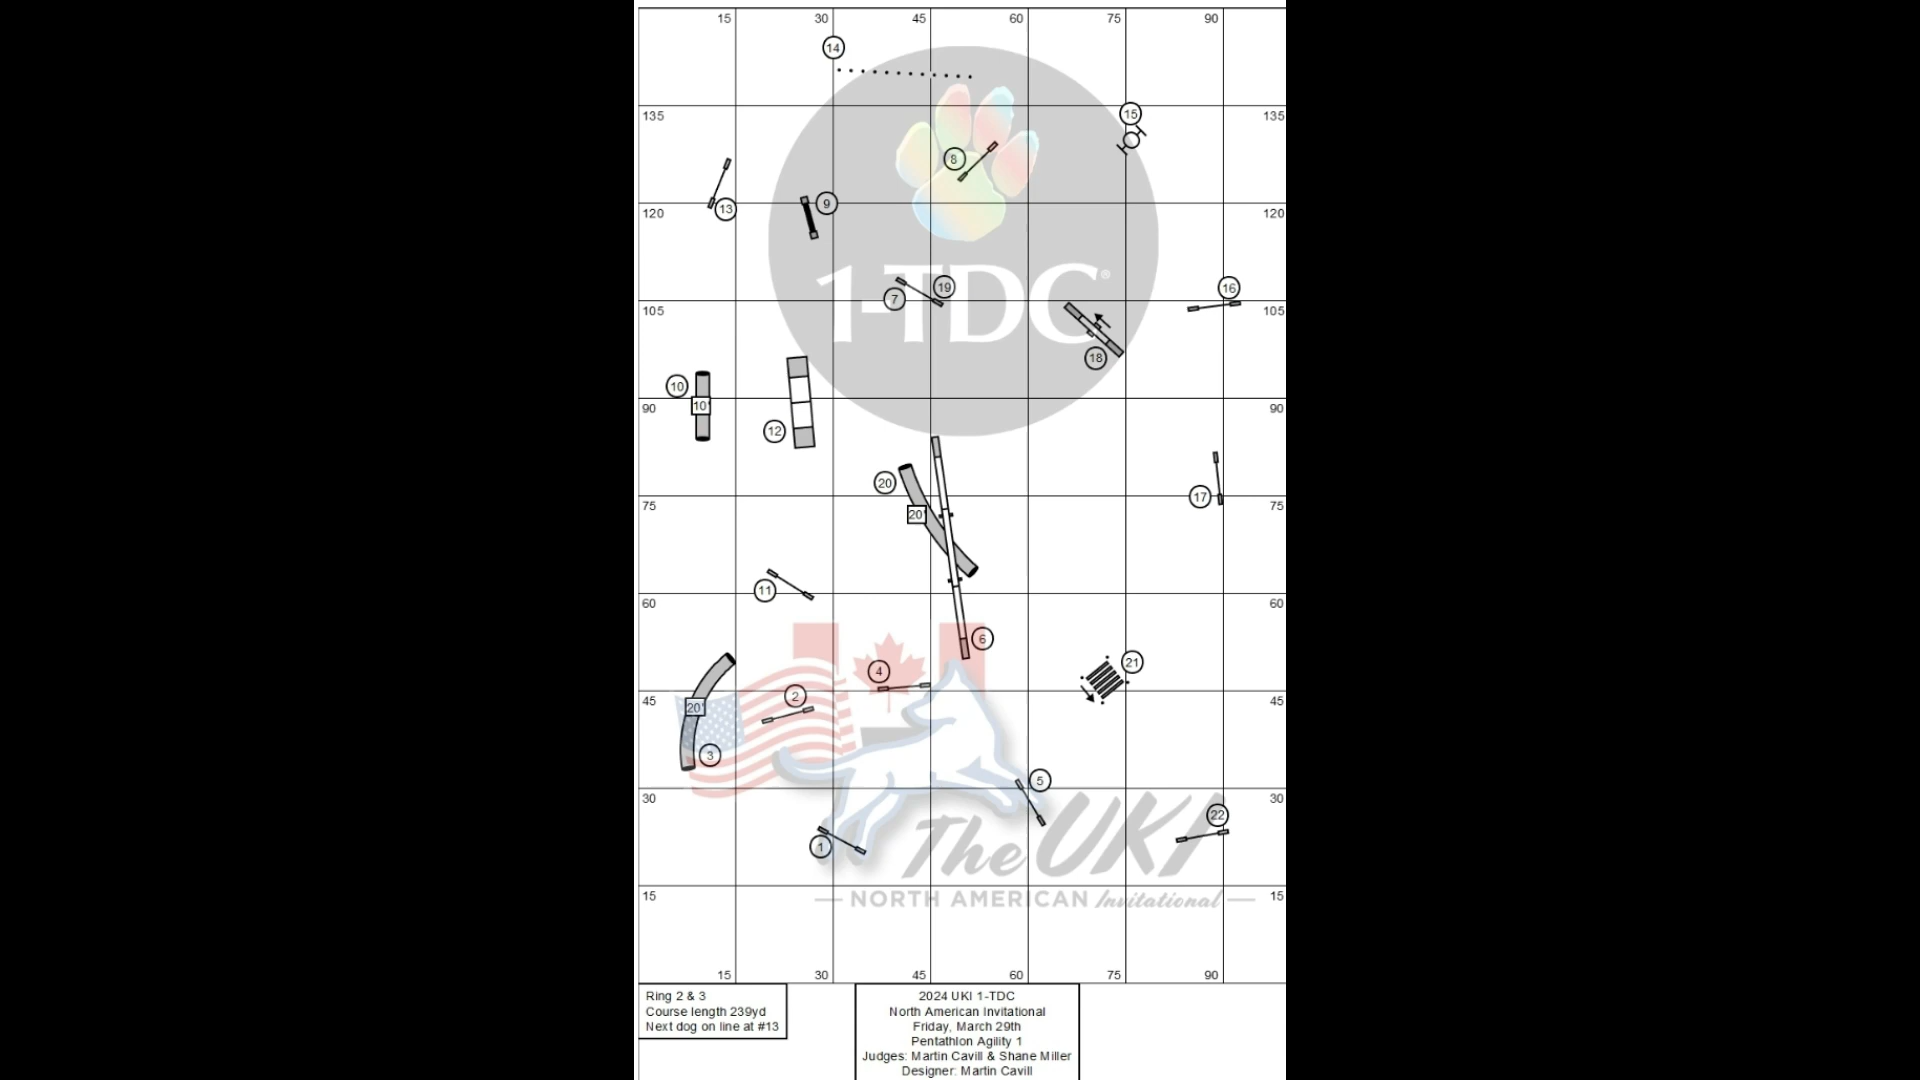 15 30 45 60 75 90
14
135 15 135
8
13 9
120 120
7 19 16
1-TDC®
105 105
18
10
10'
90 90
12
20
17
75 20' 75
11
60 60
6
4 21
2
45 20' 45
3
5
30 30
22
1
The UKI
15 NORTH AMERICAN Invitational 15
15 30 45 60 75 90
Ring 2 & 3
Course length 239yd
Next dog on line at #13
2024 UKI 1-TDC
North American Invitational
Friday, March 29th
Pentathlon Agility 1
Judges: Martin Cavill & Shane Miller
Designer: Martin Cavill